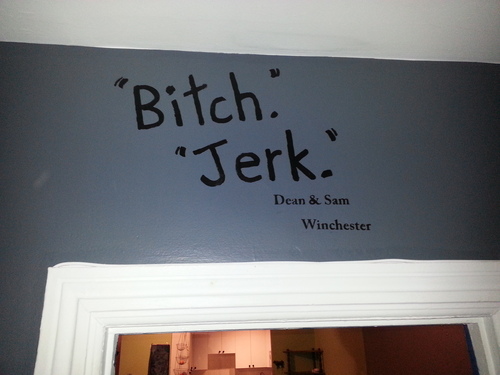 "Bitch."
"Jerk."
Dean & Sam
Winchester